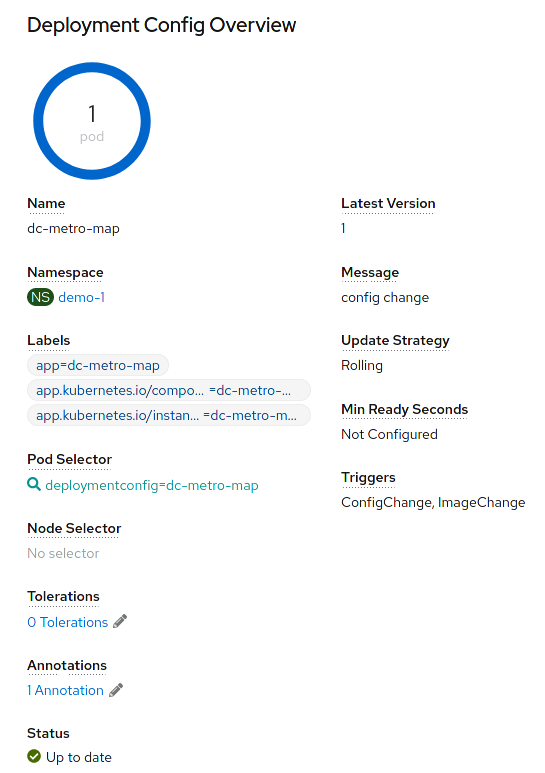 Deployment Config Overview
1
pod
Name
dc-metro-map
Namespace
NS demo-1
Labels
app=dc-metro-map
app.kubernetes.io/compo... =dc-metro-...
app.kubernetes.io/instan... =dc-metro-m...
Pod Selector
deploymentconfig=dc-metro-map
Node Selector
No selector
Tolerations
0 Tolerations
Annotations
1 Annotation
Status
Up to date
Latest Version
1
Message
config change
Update Strategy
Rolling
Min Ready Seconds
Not Configured
Triggers
ConfigChange, ImageChange